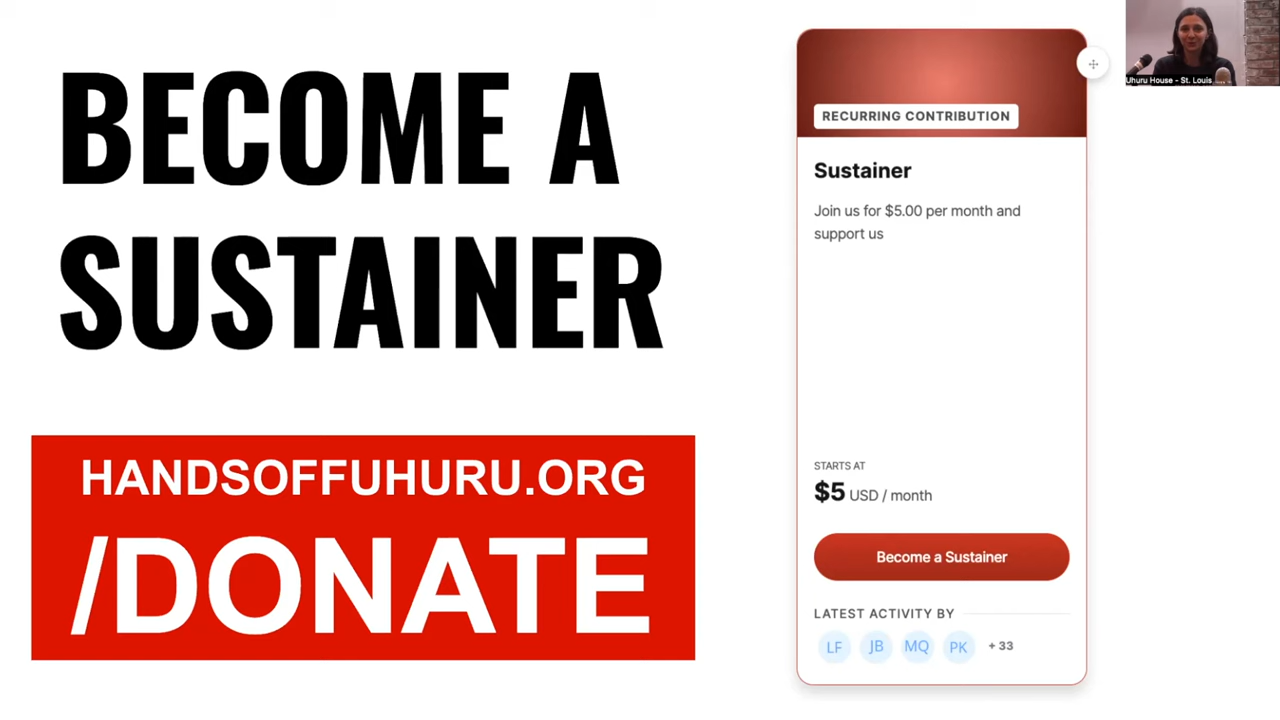 BECOME A
SUSTAINER
HANDSOFFUHURU.ORG
/DONATE
RECURRING CONTRIBUTION
Sustainer
Join us for $5.00 per month and
support us
STARTS AT
$5 USD / month
Become a Sustainer
LATEST ACTIVITY BY
LF JB MQ PK + 33
Uhuru House - St. Louis